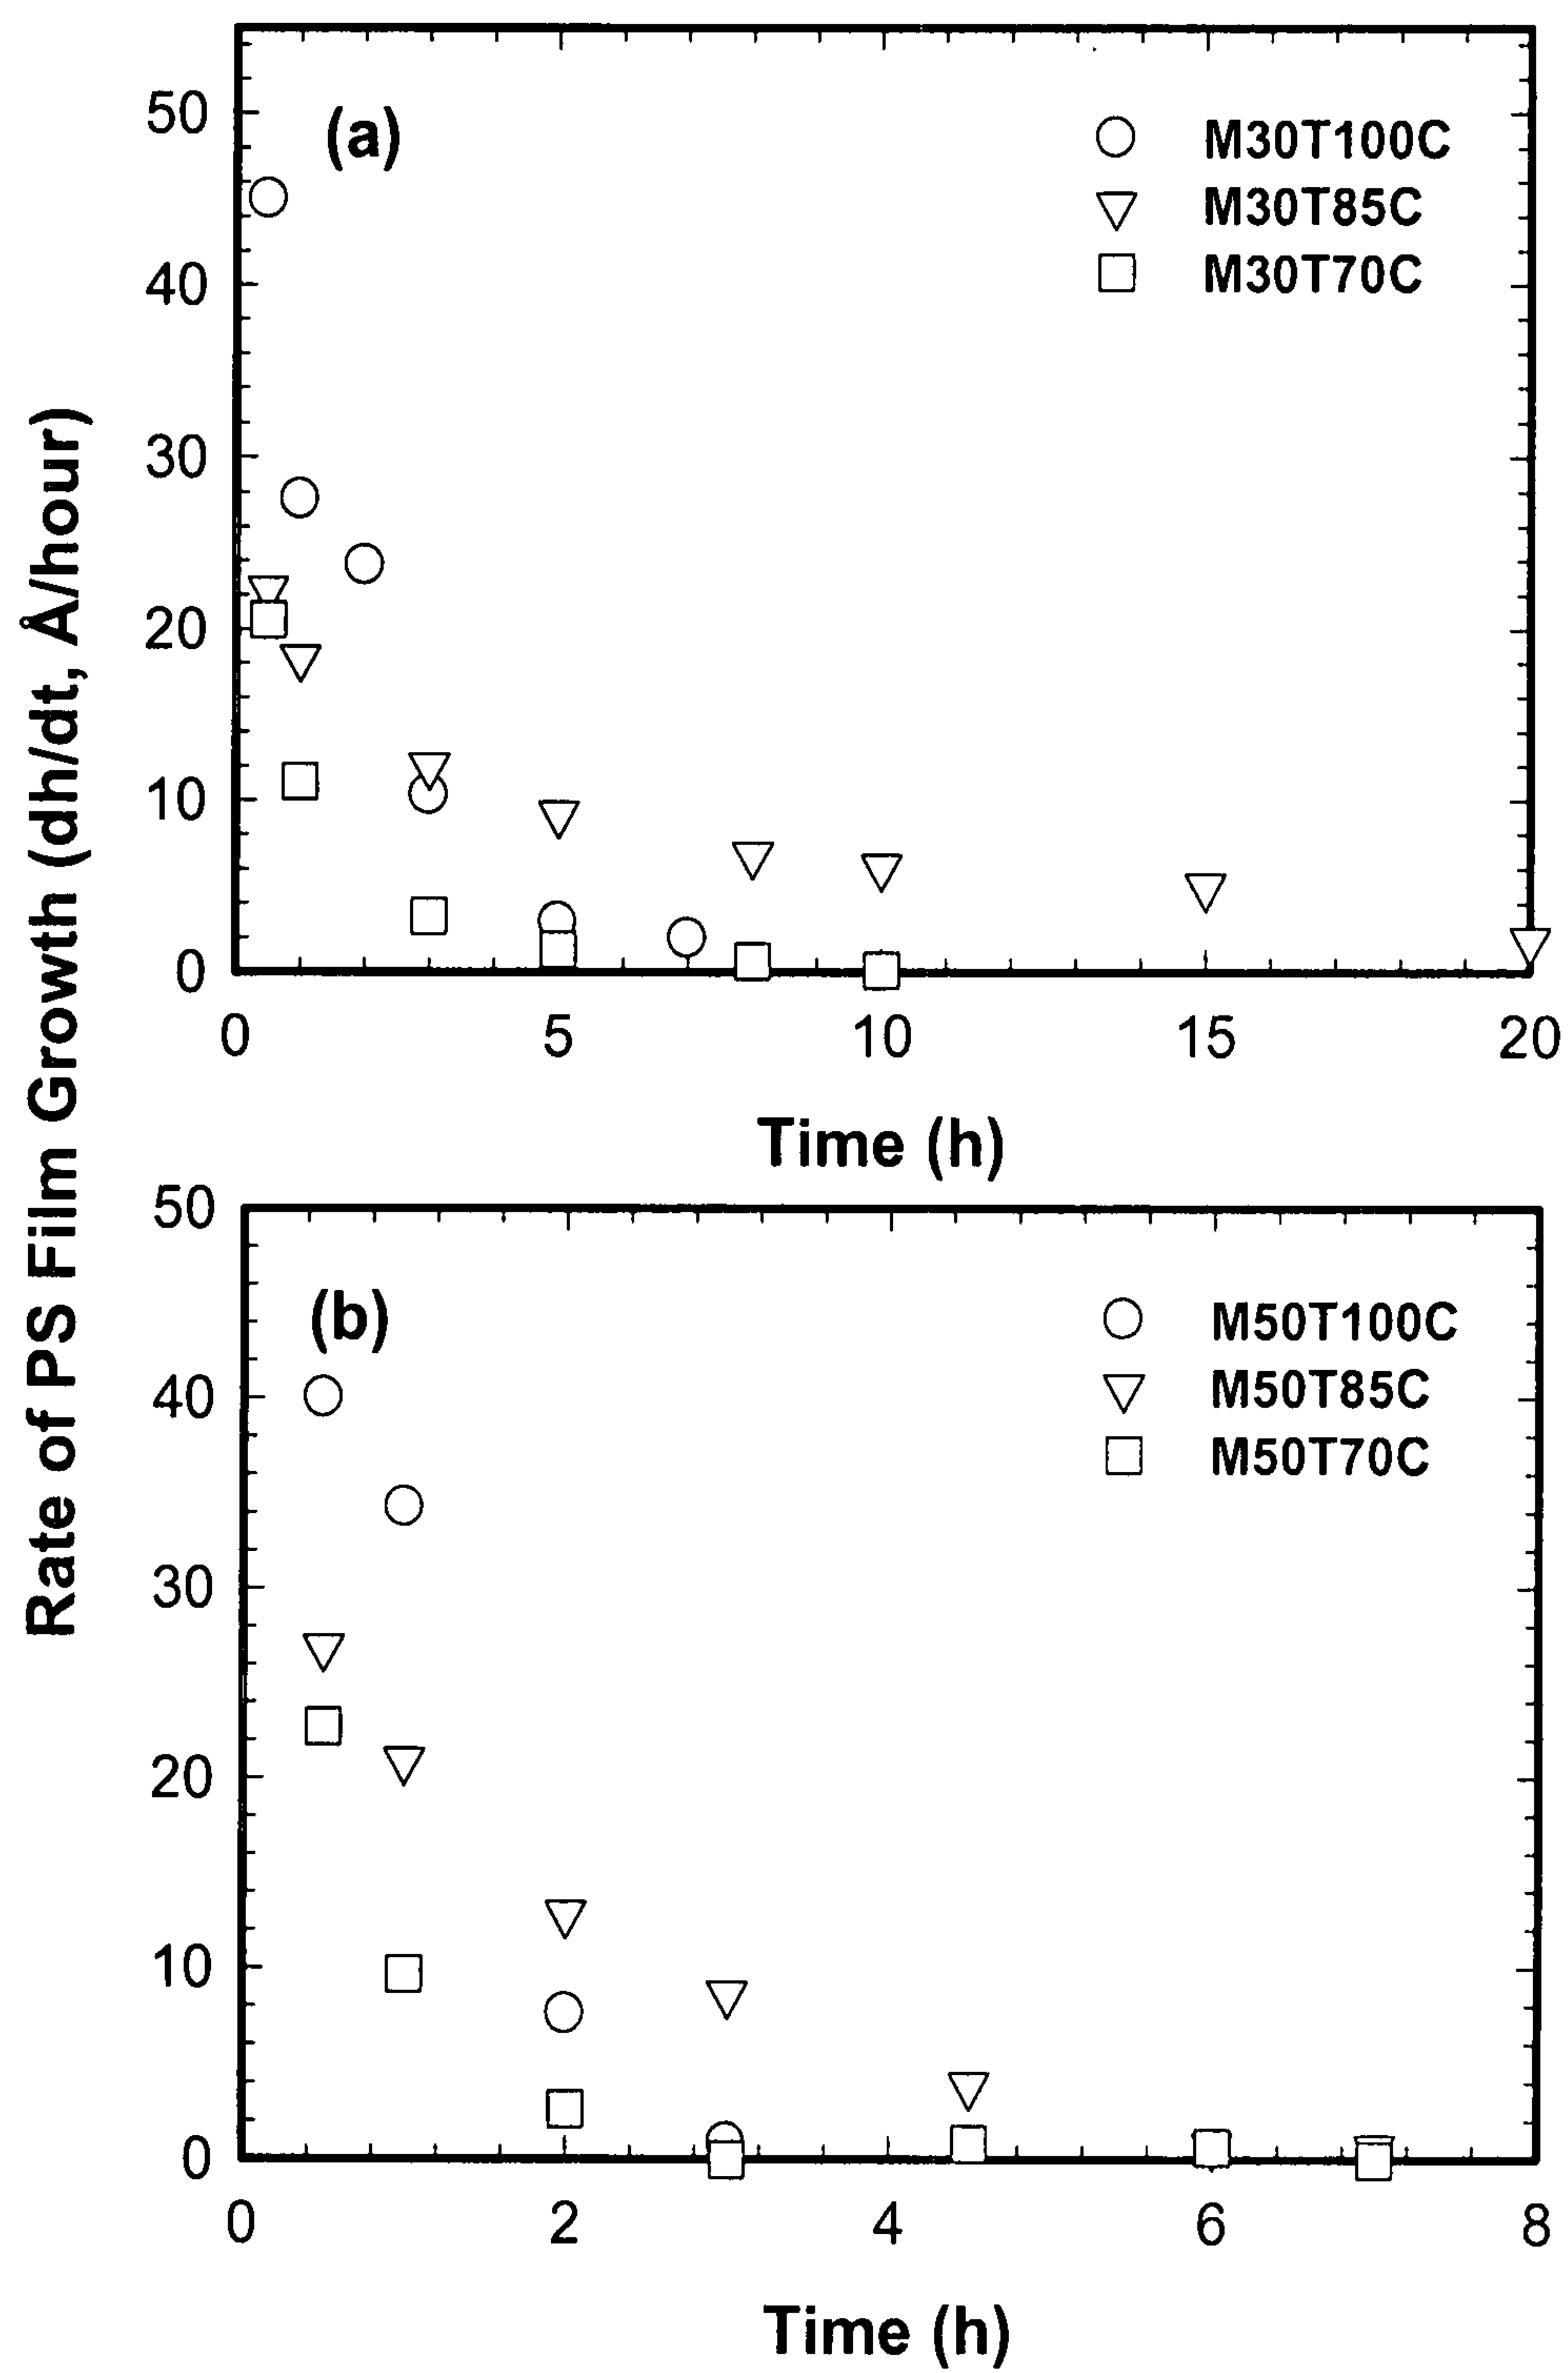 Rate of PS Film Growth (dh/dt, Å/hour)
(a)
M30T100C
M30T85C
M30T70C
50
40
30
20
10
0
0 5 10 15 20
Time (h)
(b)
M50T100C
M50T85C
M50T70C
50
40
30
20
10
0
0 2 4 6 8
Time (h)